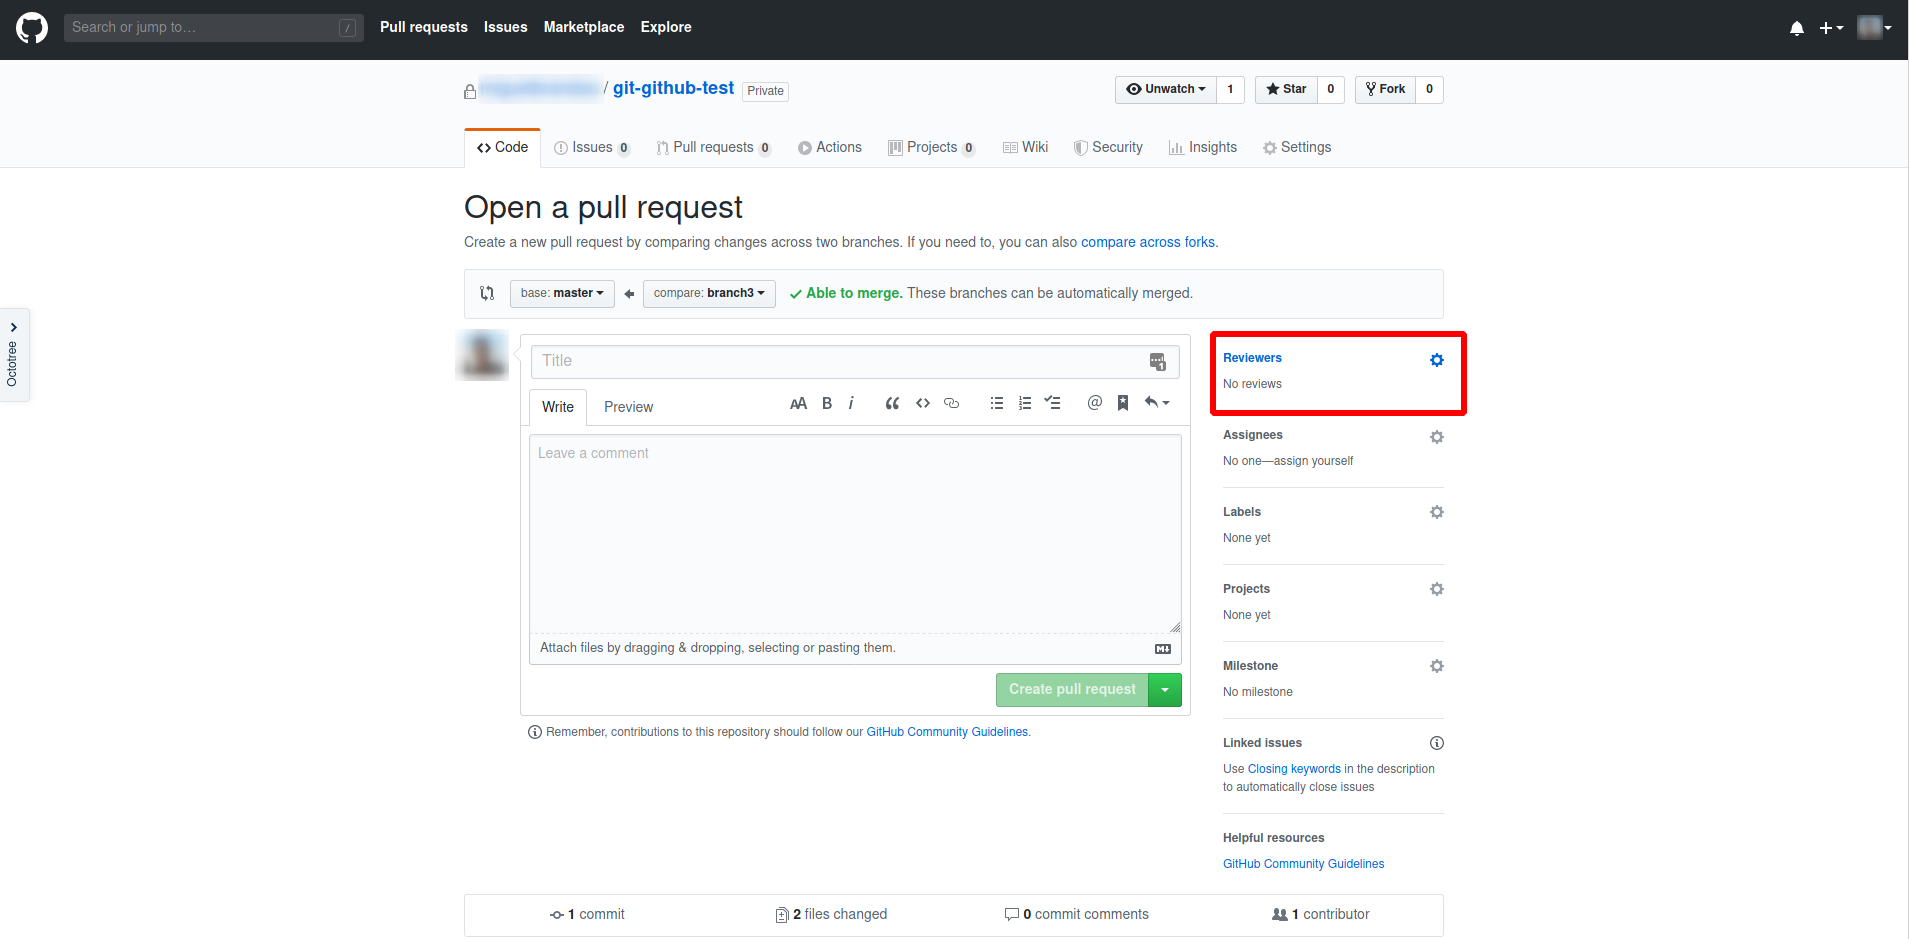 Search or jump to… /
Pull requests Issues Marketplace Explore
/ git-github-test Private
Unwatch 1 Star 0 Fork 0
Code Issues 0 Pull requests 0 Actions Projects 0 Wiki Security Insights Settings
Open a pull request
Create a new pull request by comparing changes across two branches. If you need to, you can also compare across forks.
base: master compare: branch3 Able to merge. These branches can be automatically merged.
Octotree
Title
1
Write Preview AA B i @
Leave a comment
Attach files by dragging & dropping, selecting or pasting them.
M
Create pull request
Remember, contributions to this repository should follow our GitHub Community Guidelines.
Reviewers
No reviews
Assignees
No one—assign yourself
Labels
None yet
Projects
None yet
Milestone
No milestone
Linked issues
Use Closing keywords in the description
to automatically close issues
Helpful resources
GitHub Community Guidelines
1 commit 2 files changed 0 commit comments 1 contributor